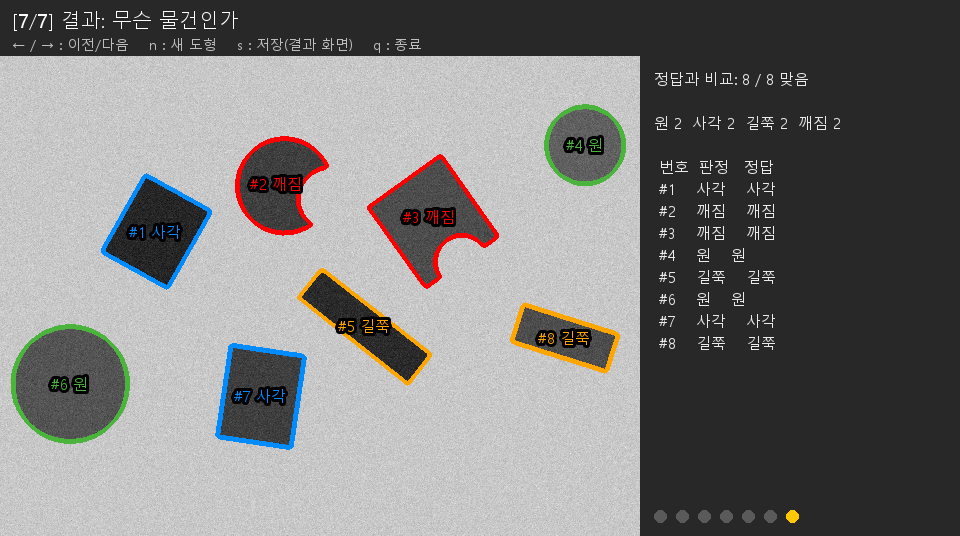 [7/7] 결과: 무슨 물건인가
← / → : 이전/다음 n : 새 도형 s : 저장(결과 화면) q : 종료
#1 사각
#2 깨짐
#3 깨짐
#4 원
#5 길쭉
#6 원
#7 사각
#8 길쭉
정답과 비교: 8 / 8 맞음
원 2 사각 2 길쭉 2 깨짐 2
번호 판정 정답
#1 사각 사각
#2 깨짐 깨짐
#3 깨짐 깨짐
#4 원 원
#5 길쭉 길쭉
#6 원 원
#7 사각 사각
#8 길쭉 길쭉